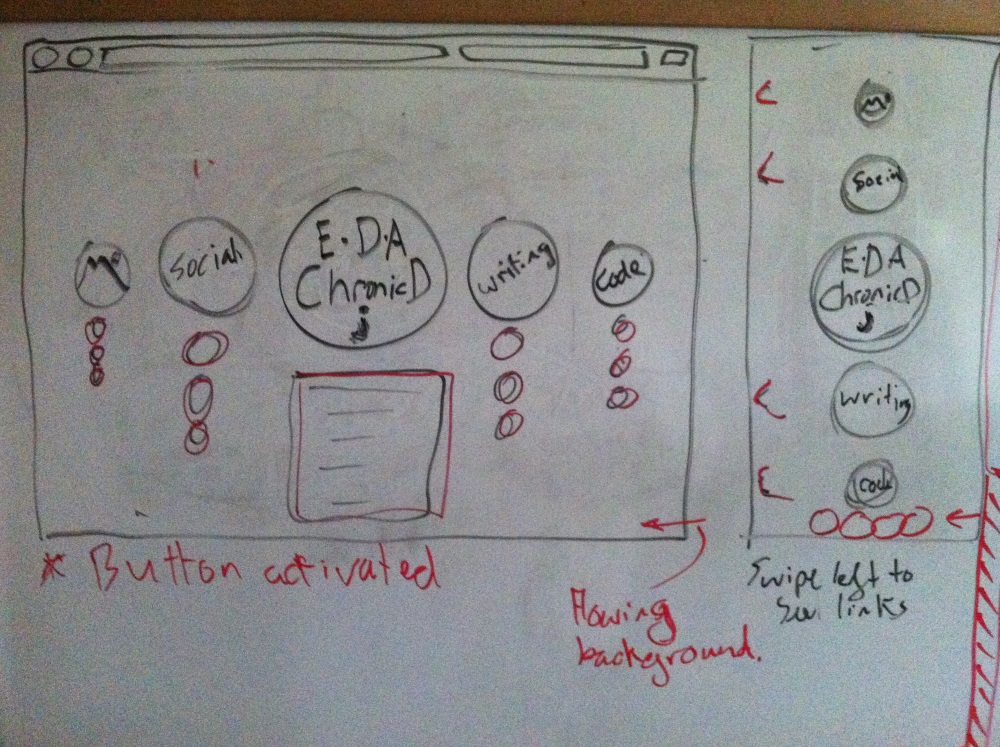 Social
E.D.A
ChronicD
writing
code
* Button activated
Flowing
background.
Social
E.D.A
ChronicD
writing
code
Swipe left to
See links